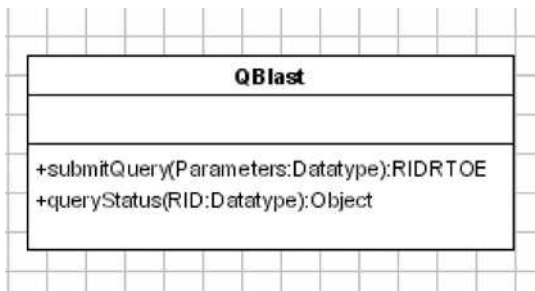 QBlast
+submitQuery(Parameters:Datatype):RIDRTOE
+queryStatus(RID:Datatype):Object